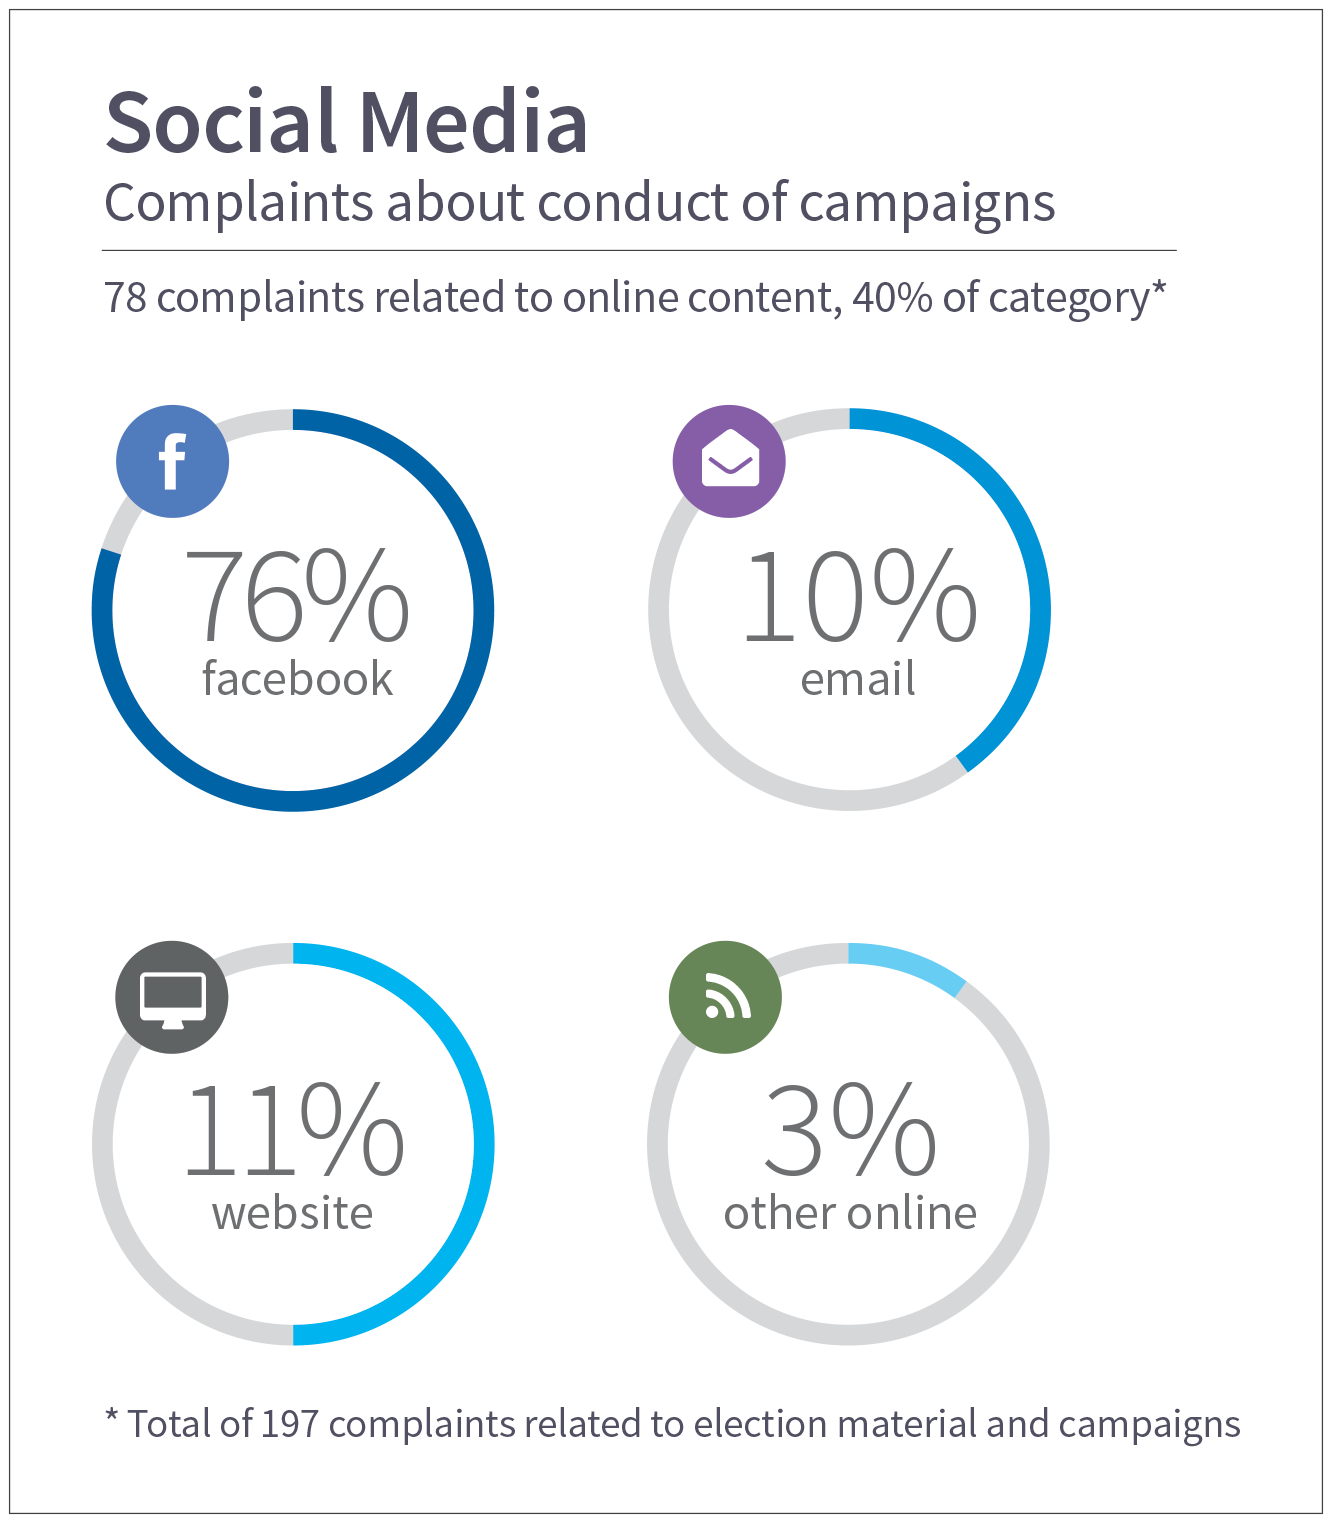 Social Media
Complaints about conduct of campaigns
78 complaints related to online content, 40% of category*
f
76%
facebook
10%
email
11%
website
3%
other online
* Total of 197 complaints related to election material and campaigns